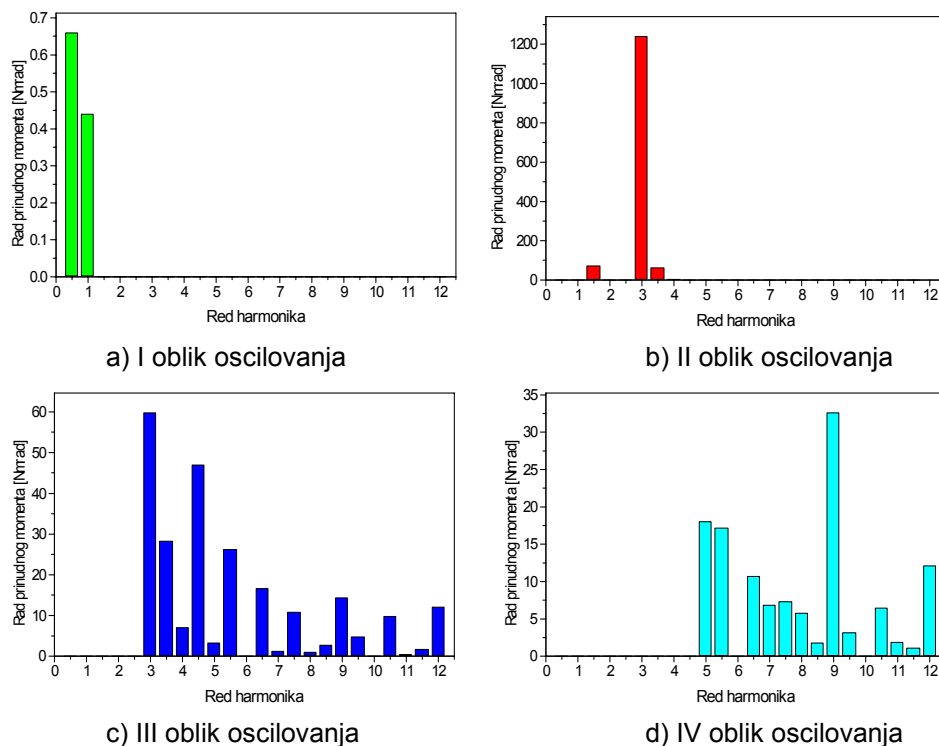 Rad prinudnog momenta [Nmrad]
0.7
0.6
0.5
0.4
0.3
0.2
0.1
0.0
0 1 2 3 4 5 6 7 8 9 10 11 12
Red harmonika
a) I oblik oscilovanja
Rad prinudnog momenta [Nmrad]
1200
1000
800
600
400
200
0
0 1 2 3 4 5 6 7 8 9 10 11 12
Red harmonika
b) II oblik oscilovanja
Rad prinudnog momenta [Nmrad]
60
50
40
30
20
10
0
0 1 2 3 4 5 6 7 8 9 10 11 12
Red harmonika
c) III oblik oscilovanja
Rad prinudnog momenta [Nmrad]
35
30
25
20
15
10
5
0
0 1 2 3 4 5 6 7 8 9 10 11 12
Red harmonika
d) IV oblik oscilovanja